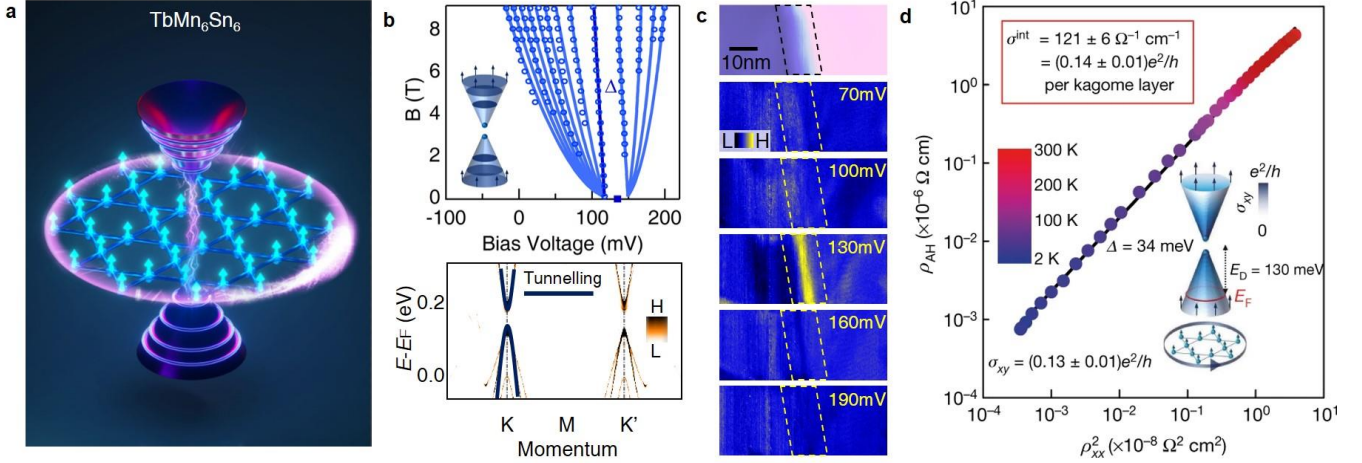 a
TbMn₆Sn₆
b
B (T)
8
6
4
2
0
Δ
-100
0
100
200
Bias Voltage (mV)
Tunnelling
E-EF (eV)
0.2
0.0
H
L
K
M
K'
Momentum
c
10nm
70mV
L H
100mV
130mV
160mV
190mV
d
10¹
10⁰
10⁻¹
10⁻²
10⁻³
10⁻⁴
ρAH (×10⁻⁶ Ω cm)
σⁱⁿᵗ = 121 ± 6 Ω⁻¹ cm⁻¹
= (0.14 ± 0.01)e²/h
per kagome layer
300 K
200 K
100 K
2 K
e²/h
σxy
0
Δ = 34 meV
ED = 130 meV
EF
σxy = (0.13 ± 0.01)e²/h
10⁻⁴
10⁻³
10⁻²
10⁻¹
10⁰
10¹
ρ²xx (×10⁻⁸ Ω² cm²)